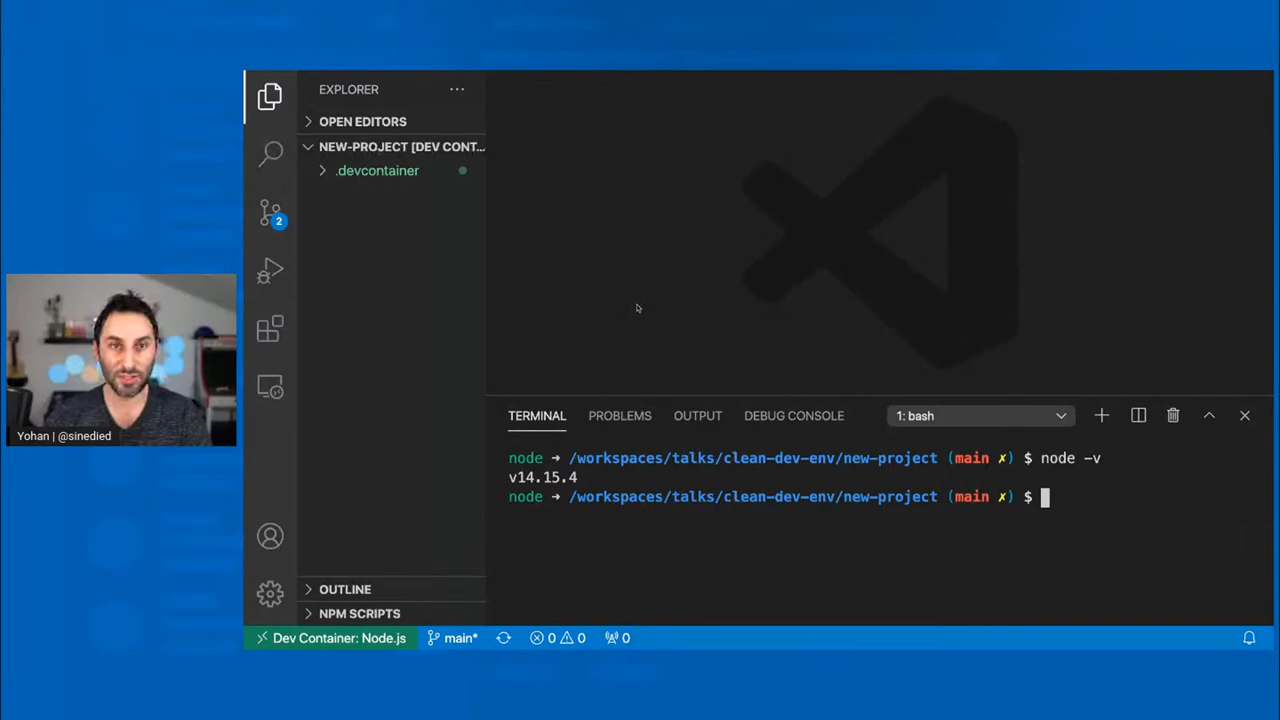 EXPLORER
OPEN EDITORS
NEW-PROJECT [DEV CONT...
.devcontainer
2
Yohan | @sinedied
TERMINAL PROBLEMS OUTPUT DEBUG CONSOLE 1: bash
node ➜ /workspaces/talks/clean-dev-env/new-project (main ✗) $ node -v
v14.15.4
node ➜ /workspaces/talks/clean-dev-env/new-project (main ✗) $
OUTLINE
NPM SCRIPTS
Dev Container: Node.js main* 0 0 0